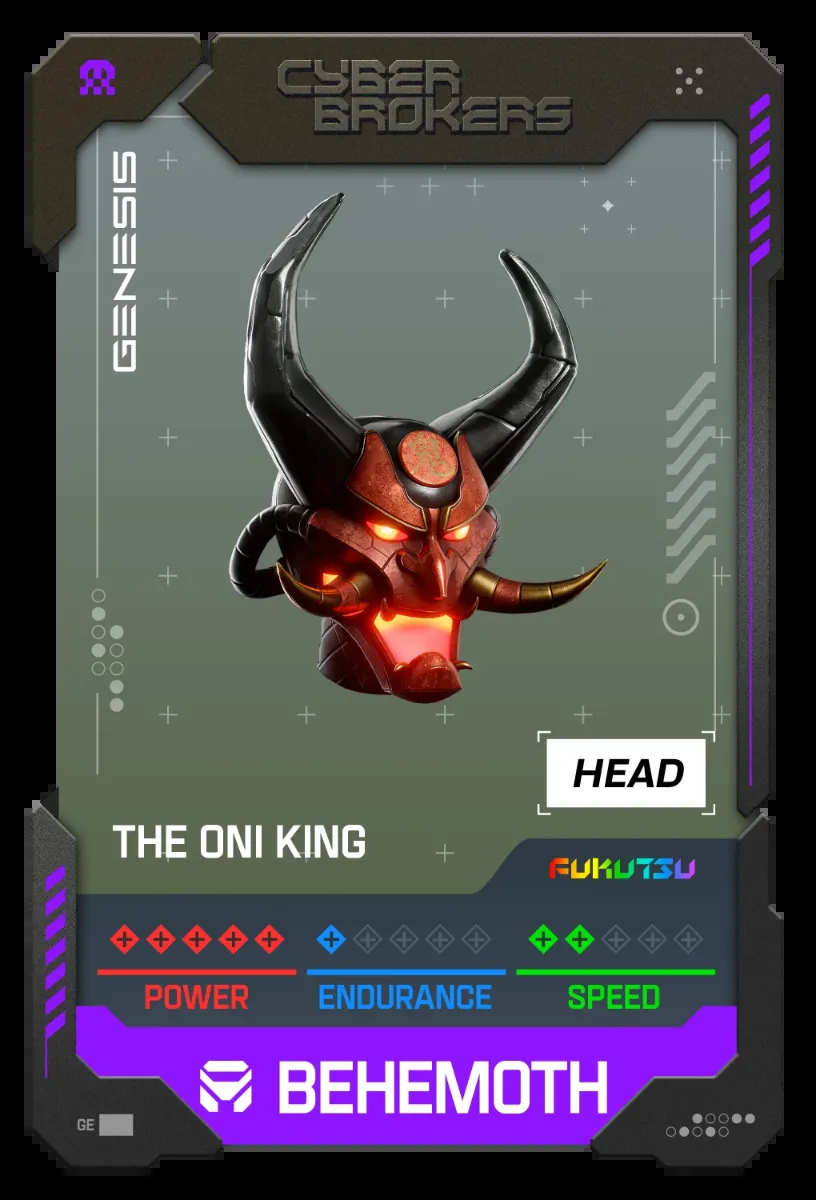 CYBER
BROKERS
GENESIS
HEAD
THE ONI KING
FUKUTSU
POWER
ENDURANCE
SPEED
BEHEMOTH
GE